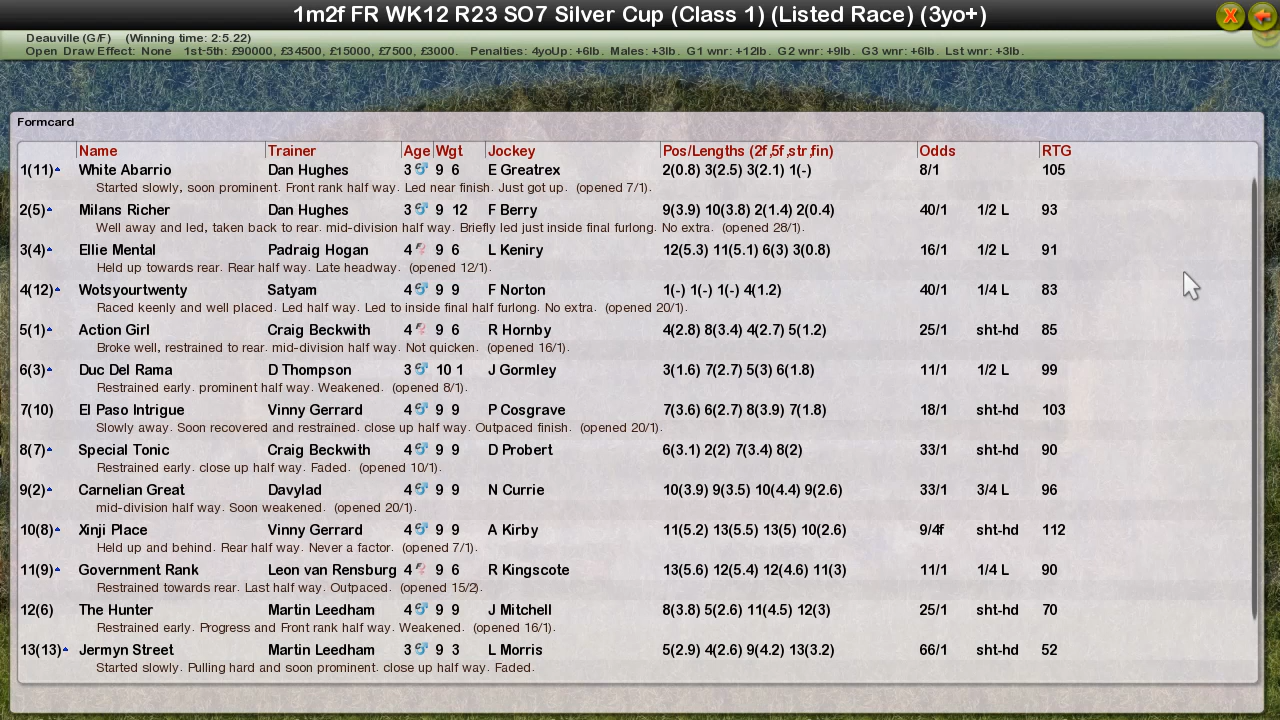 1m2f FR WK12 R23 SO7 Silver Cup (Class 1) (Listed Race) (3yo+)
X
Deauville (G/F) (Winning time: 2:5.22)
Open Draw Effect: None 1st-5th: £90000, £34500, £15000, £7500, £3000. Penalties: 4yoUp: +6lb. Males: +3lb. G1 wnr: +12lb. G2 wnr: +9lb. G3 wnr: +6lb. Lst wnr: +3lb.
Formcard
Name Trainer Age Wgt Jockey Pos/Lengths (2f,5f,str,fin) Odds RTG
1(11) White Abarrio Dan Hughes 3 9 6 E Greatrex 2(0.8) 3(2.5) 3(2.1) 1(-) 8/1 105
Started slowly, soon prominent. Front rank half way. Led near finish. Just got up. (opened 7/1).
2(5) Milans Richer Dan Hughes 3 9 12 F Berry 9(3.9) 10(3.8) 2(1.4) 2(0.4) 40/1 1/2 L 93
Well away and led, taken back to rear. mid-division half way. Briefly led just inside final furlong. No extra. (opened 28/1).
3(4) Ellie Mental Padraig Hogan 4 9 6 L Keniry 12(5.3) 11(5.1) 6(3) 3(0.8) 16/1 1/2 L 91
Held up towards rear. Rear half way. Late headway. (opened 12/1).
4(12) Wotsyourtwenty Satyam 4 9 9 F Norton 1(-) 1(-) 1(-) 4(1.2) 40/1 1/4 L 83
Raced keenly and well placed. Led half way. Led to inside final half furlong. No extra. (opened 20/1).
5(1) Action Girl Craig Beckwith 4 9 6 R Hornby 4(2.8) 8(3.4) 4(2.7) 5(1.2) 25/1 sht-hd 85
Broke well, restrained to rear. mid-division half way. Not quicken. (opened 16/1).
6(3) Duc Del Rama D Thompson 3 10 1 J Gormley 3(1.6) 7(2.7) 5(3) 6(1.8) 11/1 1/2 L 99
Restrained early. prominent half way. Weakened. (opened 8/1).
7(10) El Paso Intrigue Vinny Gerrard 4 9 9 P Cosgrave 7(3.6) 6(2.7) 8(3.9) 7(1.8) 18/1 sht-hd 103
Slowly away. Soon recovered and restrained. close up half way. Outpaced finish. (opened 20/1).
8(7) Special Tonic Craig Beckwith 4 9 9 D Probert 6(3.1) 2(2) 7(3.4) 8(2) 33/1 sht-hd 90
Restrained early. close up half way. Faded. (opened 10/1).
9(2) Carnelian Great Davylad 4 9 9 N Currie 10(3.9) 9(3.5) 10(4.4) 9(2.6) 33/1 3/4 L 96
mid-division half way. Soon weakened. (opened 20/1).
10(8) Xinji Place Vinny Gerrard 4 9 9 A Kirby 11(5.2) 13(5.5) 13(5) 10(2.6) 9/4f sht-hd 112
Held up and behind. Rear half way. Never a factor. (opened 7/1).
11(9) Government Rank Leon van Rensburg 4 9 6 R Kingscote 13(5.6) 12(5.4) 12(4.6) 11(3) 11/1 1/4 L 90
Restrained towards rear. Last half way. Outpaced. (opened 15/2).
12(6) The Hunter Martin Leedham 4 9 9 J Mitchell 8(3.8) 5(2.6) 11(4.5) 12(3) 25/1 sht-hd 70
Restrained early. Progress and Front rank half way. Weakened. (opened 16/1).
13(13) Jermyn Street Martin Leedham 3 9 3 L Morris 5(2.9) 4(2.6) 9(4.2) 13(3.2) 66/1 sht-hd 52
Started slowly. Pulling hard and soon prominent. close up half way. Faded.